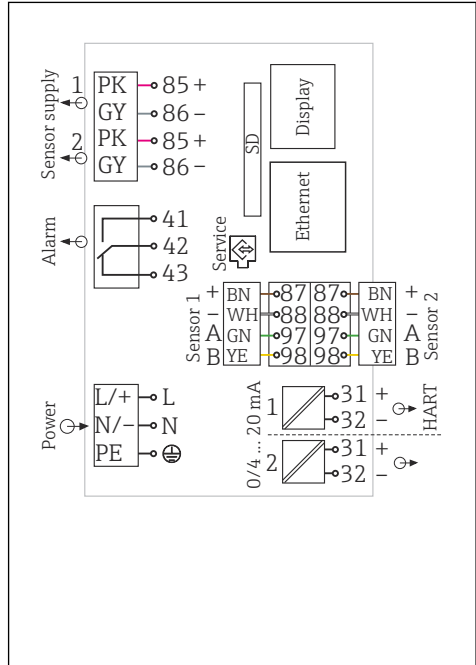 Sensor supply
1
PK 85 +
GY 86 −
2
PK 85 +
GY 86 −
Display
SD
Ethernet
Alarm
41
42
43
Service
Sensor 1
+ BN 87 87 BN +
− WH 88 88 WH −
A GN 97 97 GN A
B YE 98 98 YE B
Sensor 2
Power
L/+ L
N/− N
PE
0/4 ... 20 mA
1
31 +
32 −
HART
2
31 +
32 −